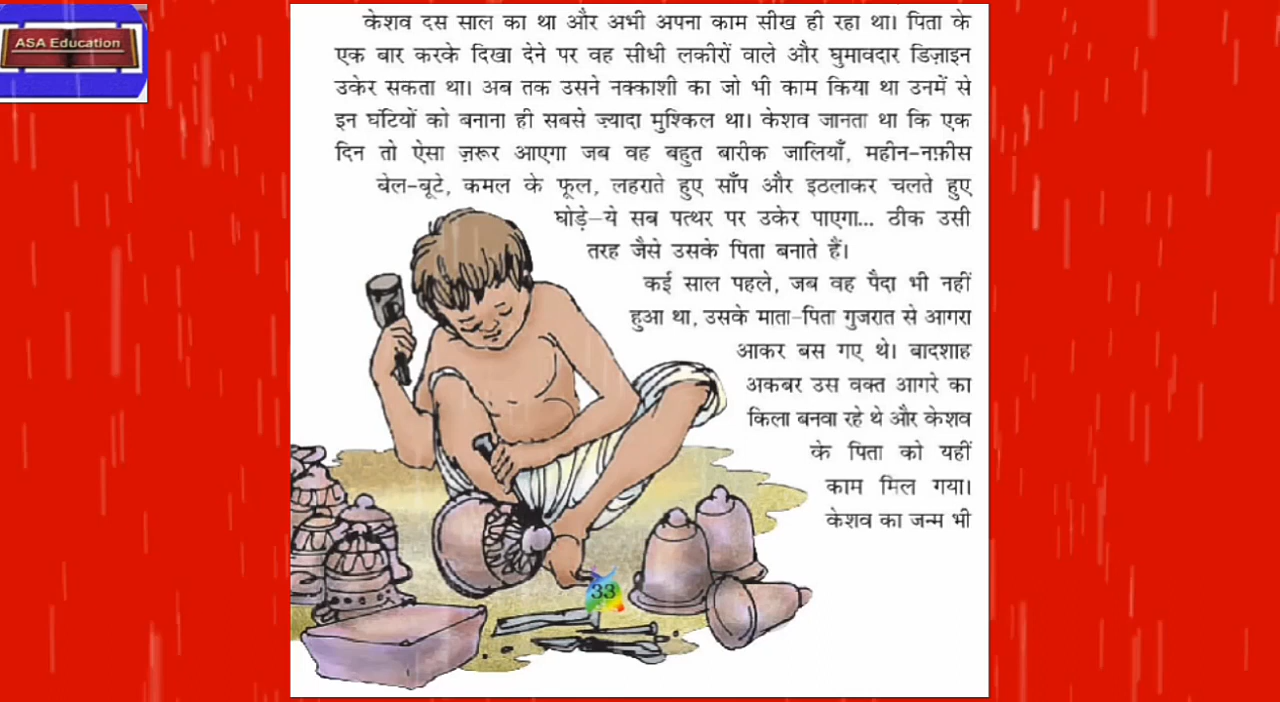 ASA Education
केशव दस साल का था और अभी अपना काम सीख ही रहा था। पिता के
एक बार करके दिखा देने पर वह सीधी लकीरों वाले और घुमावदार डिज़ाइन
उकेर सकता था। अब तक उसने नक्काशी का जो भी काम किया था उनमें से
इन घंटियों को बनाना ही सबसे ज़्यादा मुश्किल था। केशव जानता था कि एक
दिन तो ऐसा ज़रूर आएगा जब वह बहुत बारीक जालियाँ, महीन-नफ़ीस
बेल-बूटे, कमल के फूल, लहराते हुए साँप और इठलाकर चलते हुए
घोड़े–ये सब पत्थर पर उकेर पाएगा... ठीक उसी
तरह जैसे उसके पिता बनाते हैं।
कई साल पहले, जब वह पैदा भी नहीं
हुआ था, उसके माता-पिता गुजरात से आगरा
आकर बस गए थे। बादशाह
अकबर उस वक्त आगरे का
किला बनवा रहे थे और केशव
के पिता को यहीं
काम मिल गया।
केशव का जन्म भी
33